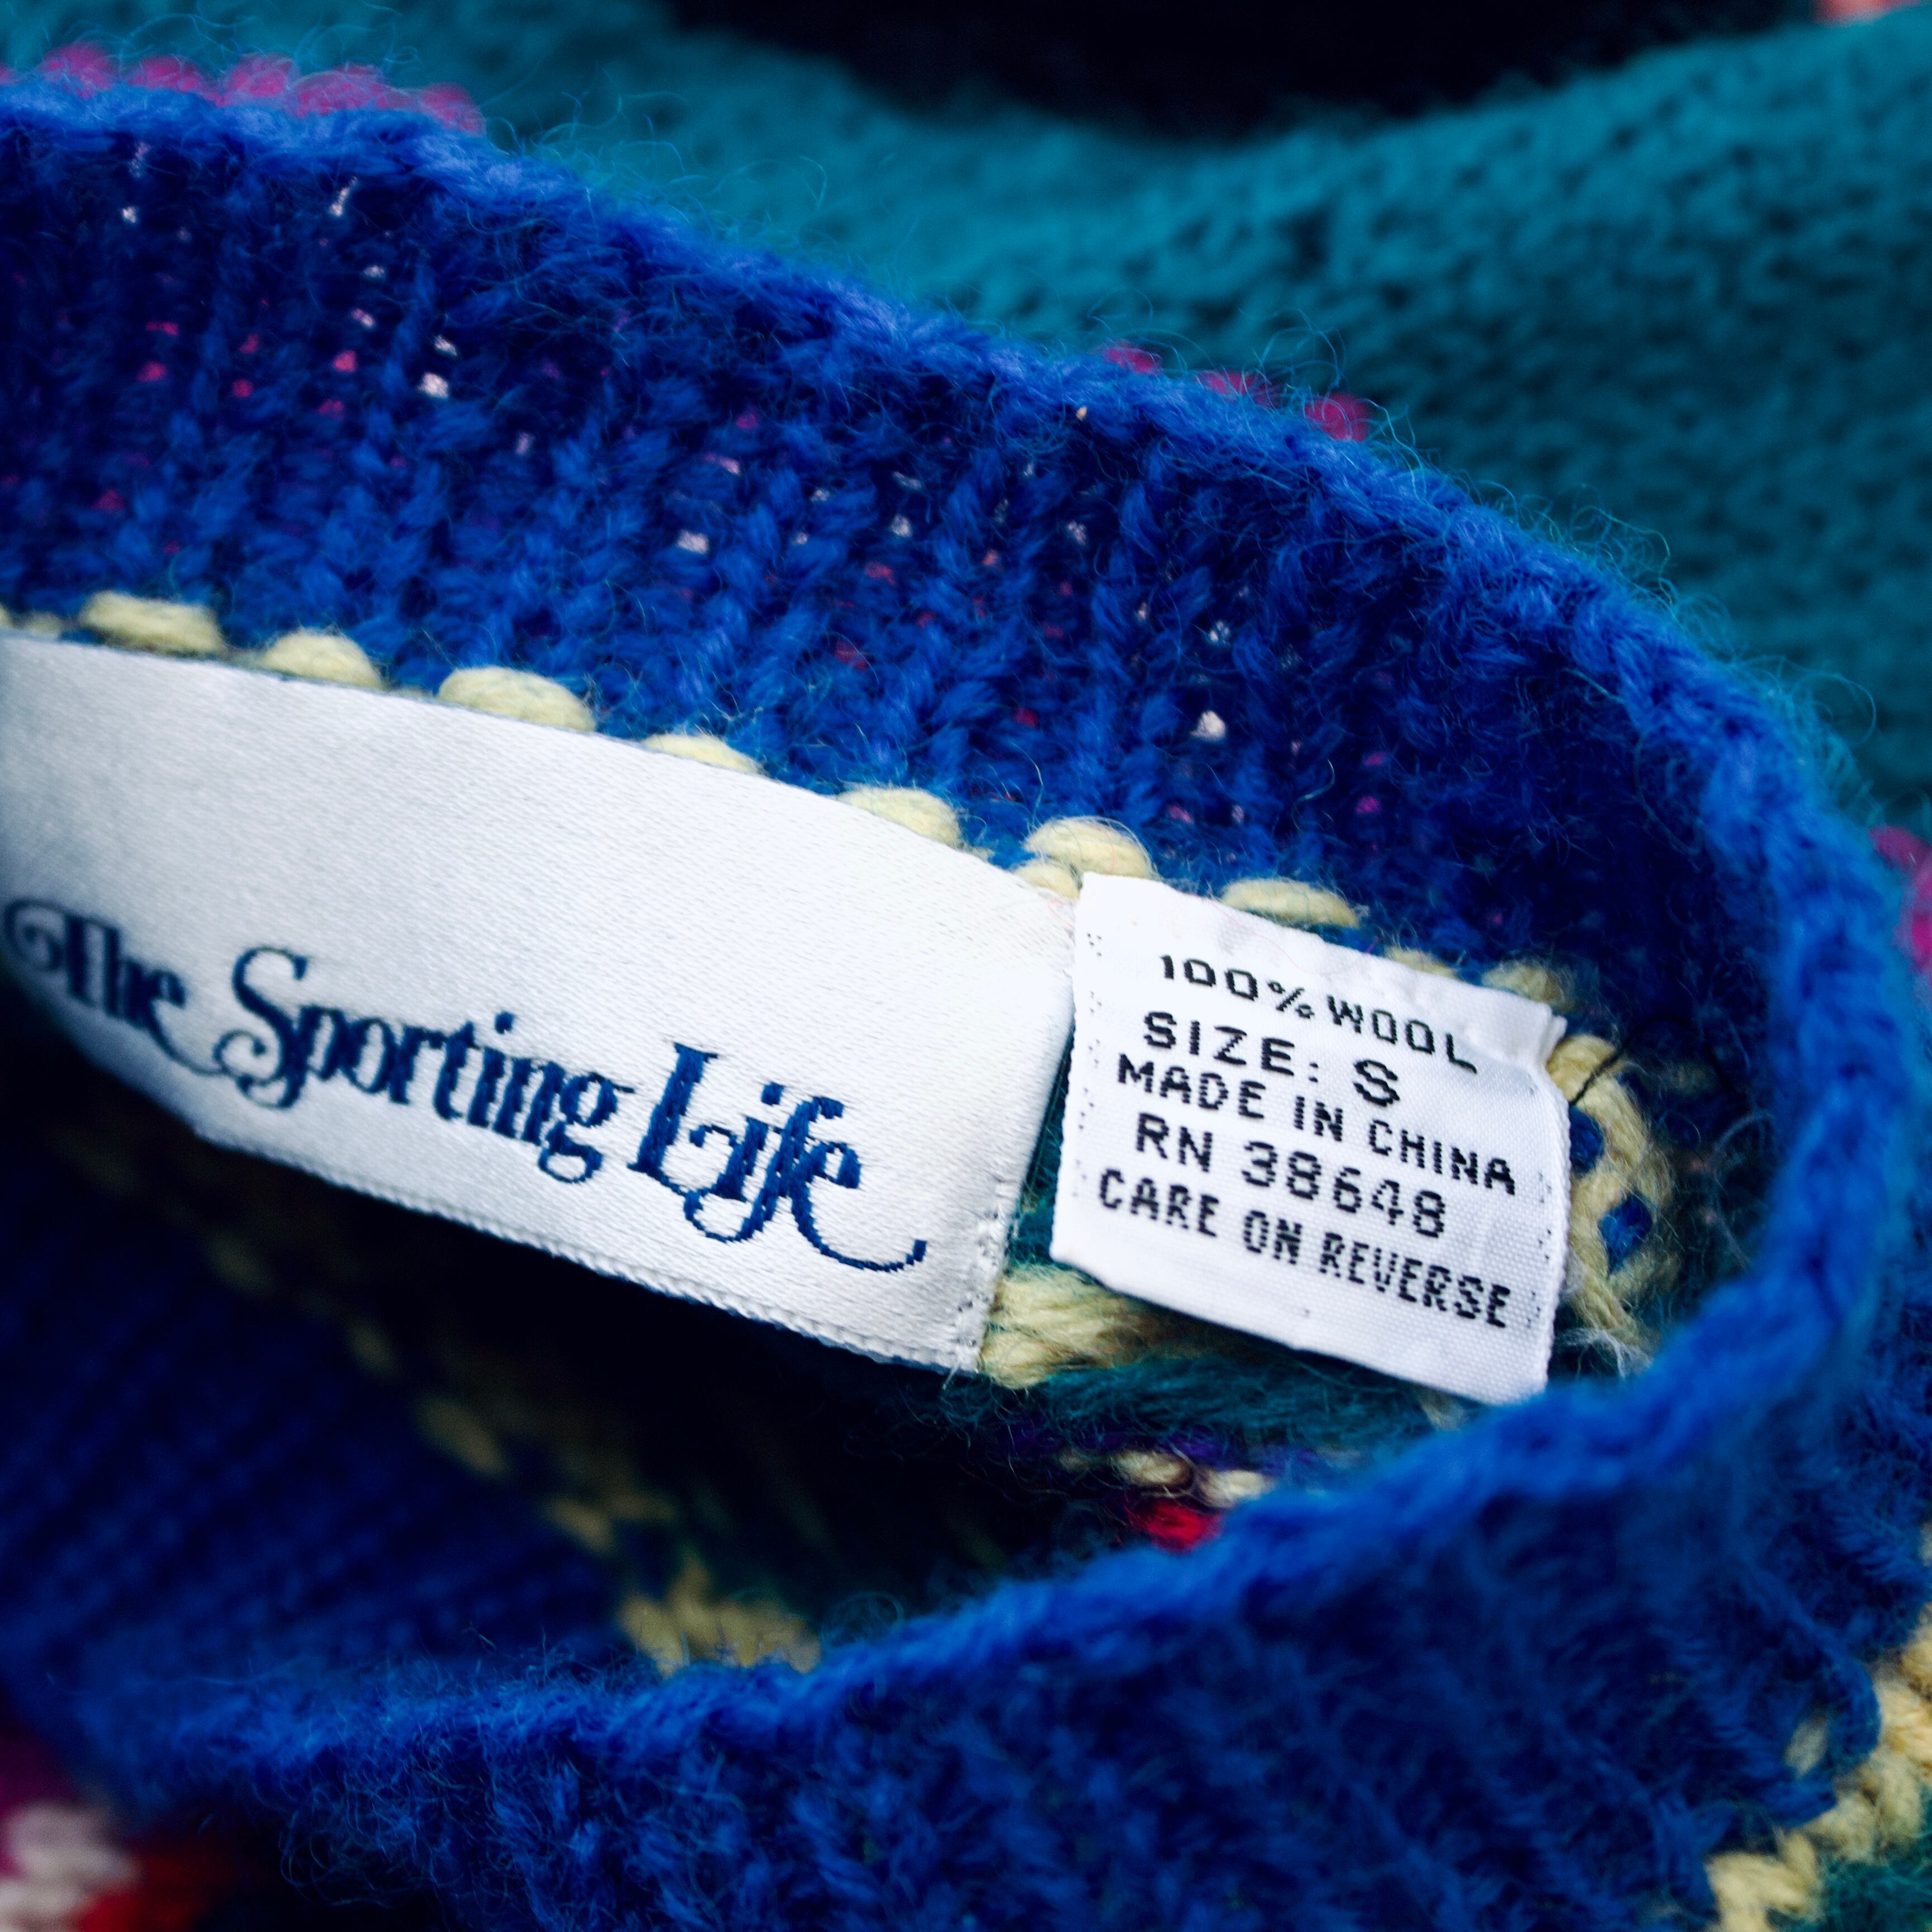 The Sporting Life
100% WOOL
SIZE: S
MADE IN CHINA
RN 38648
CARE ON REVERSE